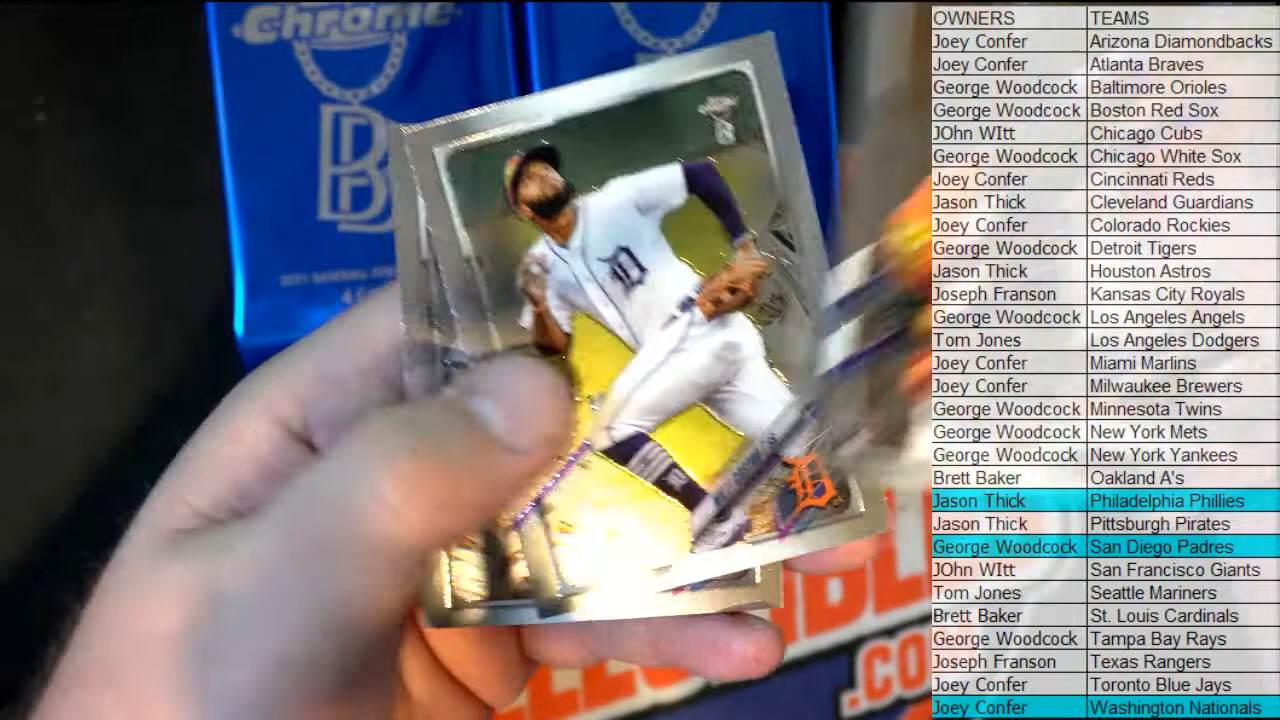 Chrome
B
B
2021 BASEBALL
D
D
.CO
OWNERS TEAMS
Joey Confer Arizona Diamondbacks
Joey Confer Atlanta Braves
George Woodcock Baltimore Orioles
George Woodcock Boston Red Sox
JOhn WItt Chicago Cubs
George Woodcock Chicago White Sox
Joey Confer Cincinnati Reds
Jason Thick Cleveland Guardians
Joey Confer Colorado Rockies
George Woodcock Detroit Tigers
Jason Thick Houston Astros
Joseph Franson Kansas City Royals
George Woodcock Los Angeles Angels
Tom Jones Los Angeles Dodgers
Joey Confer Miami Marlins
Joey Confer Milwaukee Brewers
George Woodcock Minnesota Twins
George Woodcock New York Mets
George Woodcock New York Yankees
Brett Baker Oakland A's
Jason Thick Philadelphia Phillies
Jason Thick Pittsburgh Pirates
George Woodcock San Diego Padres
JOhn WItt San Francisco Giants
Tom Jones Seattle Mariners
Brett Baker St. Louis Cardinals
George Woodcock Tampa Bay Rays
Joseph Franson Texas Rangers
Joey Confer Toronto Blue Jays
Joey Confer Washington Nationals